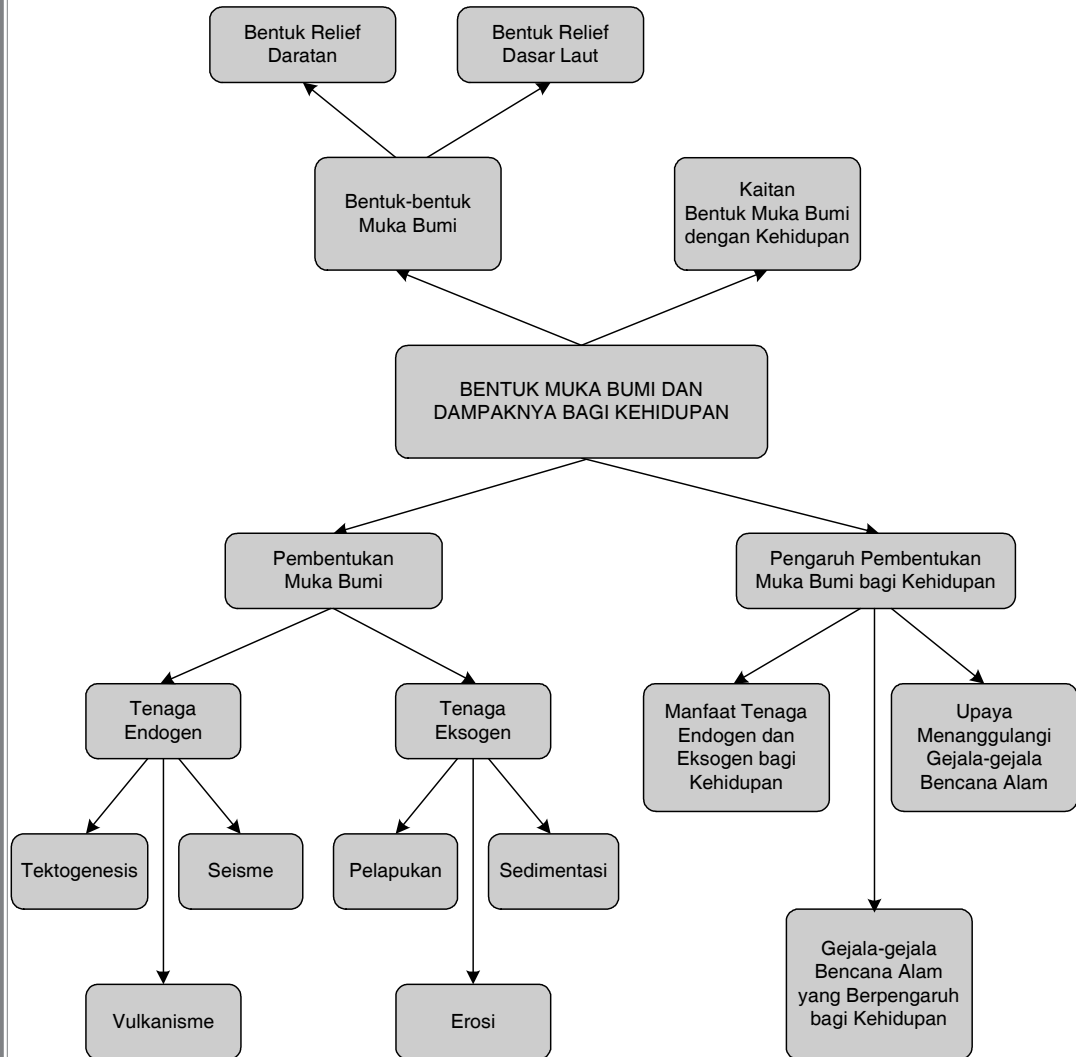 Bentuk Relief
Daratan
Bentuk Relief
Dasar Laut
Bentuk-bentuk
Muka Bumi
Kaitan
Bentuk Muka Bumi
dengan Kehidupan
BENTUK MUKA BUMI DAN
DAMPAKNYA BAGI KEHIDUPAN
Pembentukan
Muka Bumi
Pengaruh Pembentukan
Muka Bumi bagi Kehidupan
Tenaga
Endogen
Tenaga
Eksogen
Manfaat Tenaga
Endogen dan
Eksogen bagi
Kehidupan
Upaya
Menanggulangi
Gejala-gejala
Bencana Alam
Tektogenesis
Seisme
Pelapukan
Sedimentasi
Vulkanisme
Erosi
Gejala-gejala
Bencana Alam
yang Berpengaruh
bagi Kehidupan